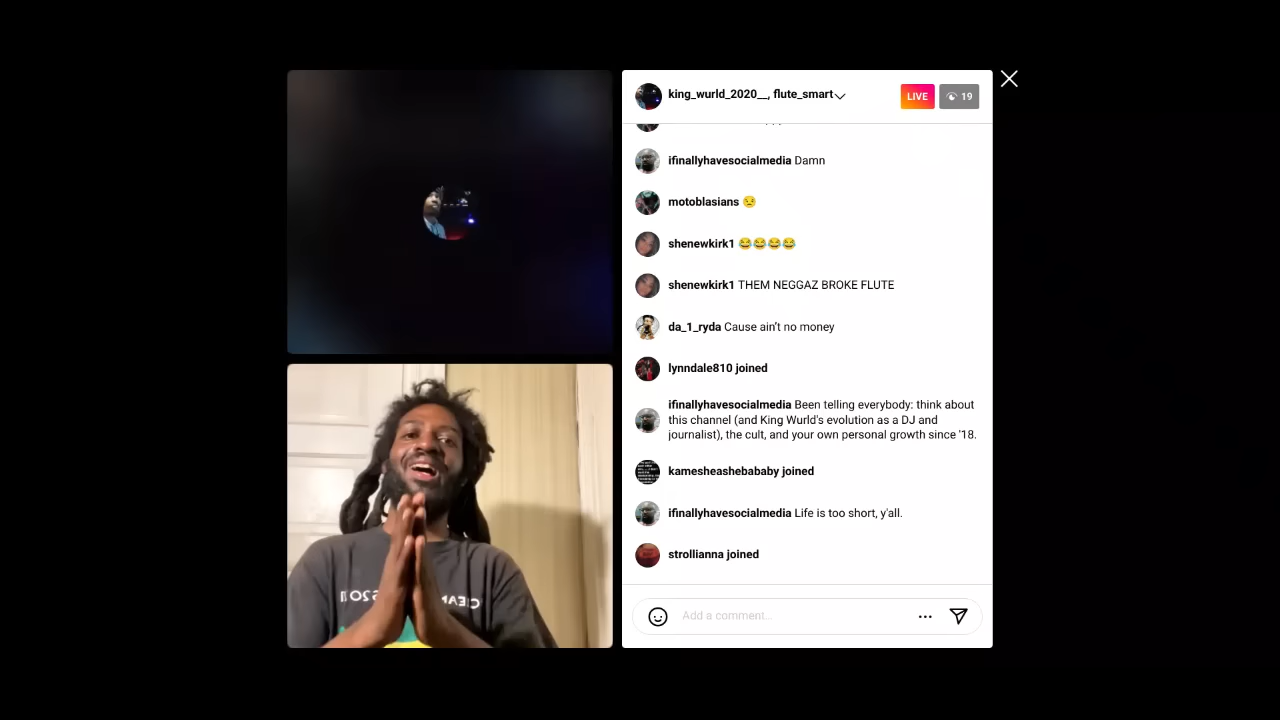 king_wurld_2020__, flute_smart
LIVE
19
ifinallyhavesocialmedia Damn
motoblasians 😒
shenewkirk1 😂😂😂😂
shenewkirk1 THEM NEGGAZ BROKE FLUTE
da_1_ryda Cause ain't no money
lynndale810 joined
ifinallyhavesocialmedia Been telling everybody: think about
this channel (and King Wurld's evolution as a DJ and
journalist), the cult, and your own personal growth since '18.
kamesheashebababy joined
ifinallyhavesocialmedia Life is too short, y'all.
strollianna joined
Add a comment...